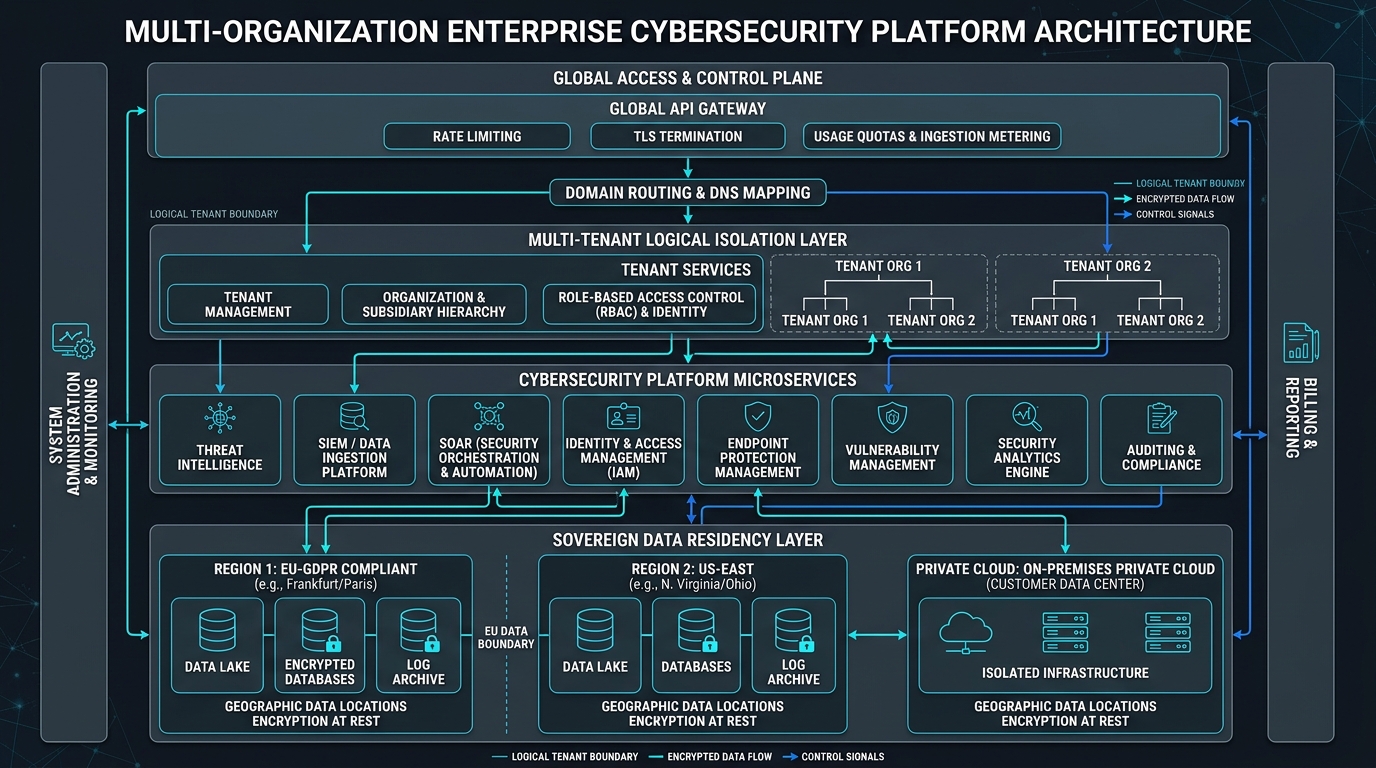 MULTI-ORGANIZATION ENTERPRISE CYBERSECURITY PLATFORM ARCHITECTURE
SYSTEM
ADMINISTRATION
& MONITORING
GLOBAL ACCESS & CONTROL PLANE
GLOBAL API GATEWAY
RATE LIMITING
TLS TERMINATION
USAGE QUOTAS & INGESTION METERING
DOMAIN ROUTING & DNS MAPPING
LOGICAL TENANT BOUNDY
ENCRYPTED DATA FLOW
CONTROL SIGNALS
LOGICAL TENANT BOUNDARY
MULTI-TENANT LOGICAL ISOLATION LAYER
TENANT SERVICES
TENANT
MANAGEMENT
ORGANIZATION &
SUBSIDIARY HIERARCHY
ROLE-BASED ACCESS CONTROL
(RBAC) & IDENTITY
TENANT ORG 1
TENANT ORG 1
TENANT ORG 2
TENANT ORG 2
TENANT ORG 1
TENANT ORG 2
CYBERSECURITY PLATFORM MICROSERVICES
THREAT
INTELLIGENCE
SIEM / DATA
INGESTION
PLATFORM
SOAR (SECURITY
ORCHESTRATION
& AUTOMATION)
IDENTITY & ACCESS
MANAGEMENT
(IAM)
ENDPOINT
PROTECTION
MANAGEMENT
VULNERABILITY
MANAGEMENT
SECURITY
ANALYTICS
ENGINE
AUDITING &
COMPLIANCE
BILLING &
REPORTING
SOVEREIGN DATA RESIDENCY LAYER
REGION 1: EU-GDPR COMPLIANT
(e.g., Frankfurt/Paris)
DATA LAKE
ENCRYPTED
DATABASES
LOG
ARCHIVE
GEOGRAPHIC DATA LOCATIONS
ENCRYPTION AT REST
EU DATA
BOUNDARY
REGION 2: US-EAST
(e.g., N. Virginia/Ohio)
DATA LAKE
DATABASES
LOG
ARCHIVE
GEOGRAPHIC DATA LOCATIONS
ENCRYPTION AT REST
PRIVATE CLOUD: ON-PREMISES PRIVATE CLOUD
(CUSTOMER DATA CENTER)
ISOLATED INFRASTRUCTURE
GEOGRAPHIC DATA LOCATIONS
ENCRYPTION AT REST
LOGICAL TENANT BOUNDARY
ENCRYPTED DATA FLOW
CONTROL SIGNALS